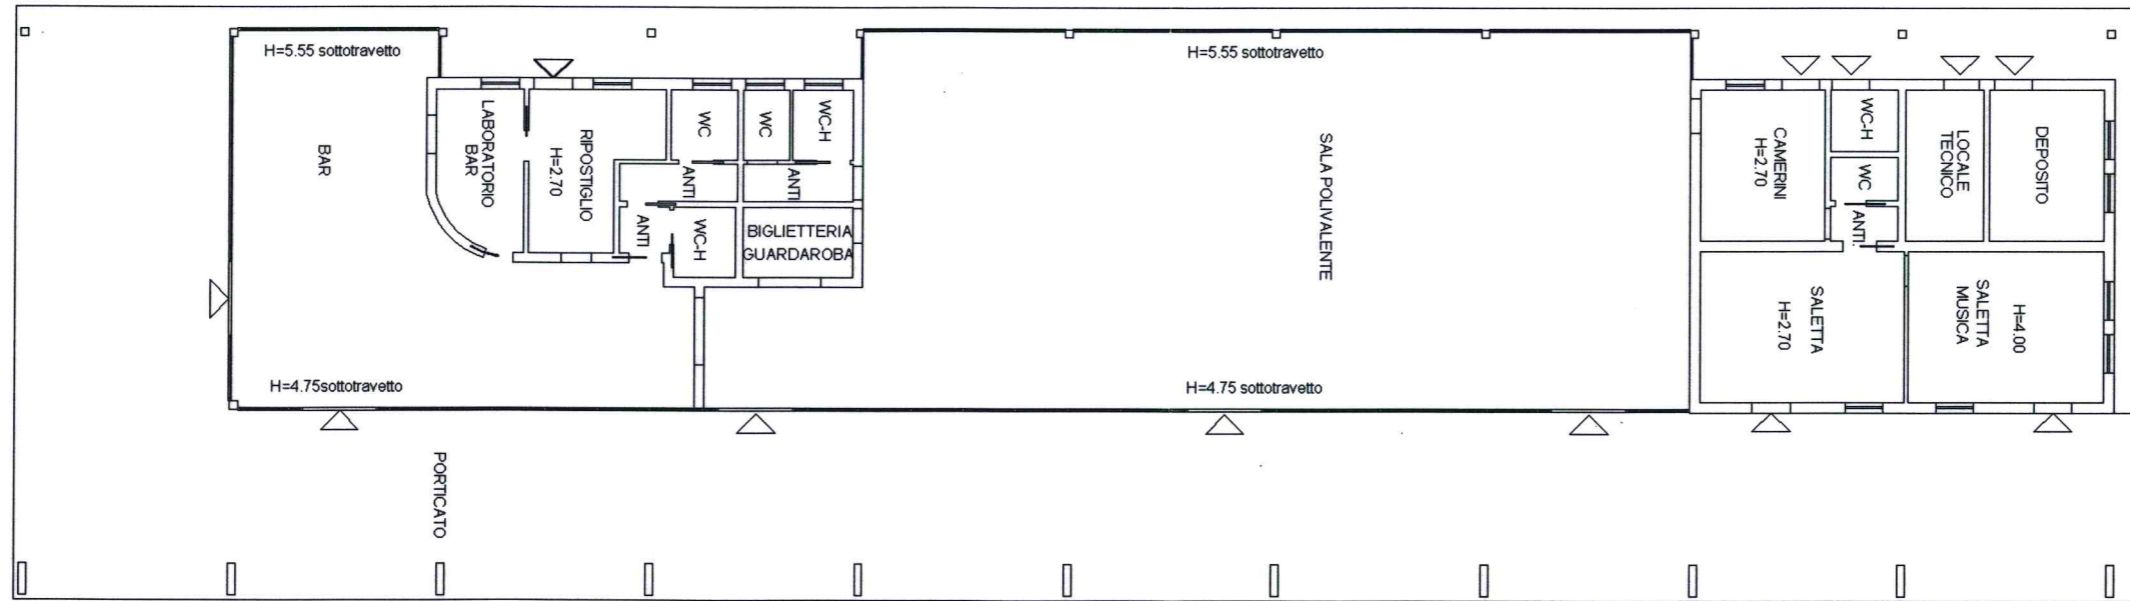 H=5.55 sottotravetto
H=5.55 sottotravetto
BAR
LABORATORIO
BAR
RIPOSTIGLIO
H=2.70
WC
WC
WC-H
ANTI
ANTI
ANTI
WC-H
BIGLIETTERIA
GUARDAROBA
SALA POLIVALENTE
CAMERINI
H=2.70
WC-H
WC
ANTI.
LOCALE
TECNICO
DEPOSITO
SALETTA
H=2.70
SALETTA
MUSICA
H=4.00
H=4.75sottotravetto
H=4.75 sottotravetto
PORTICATO